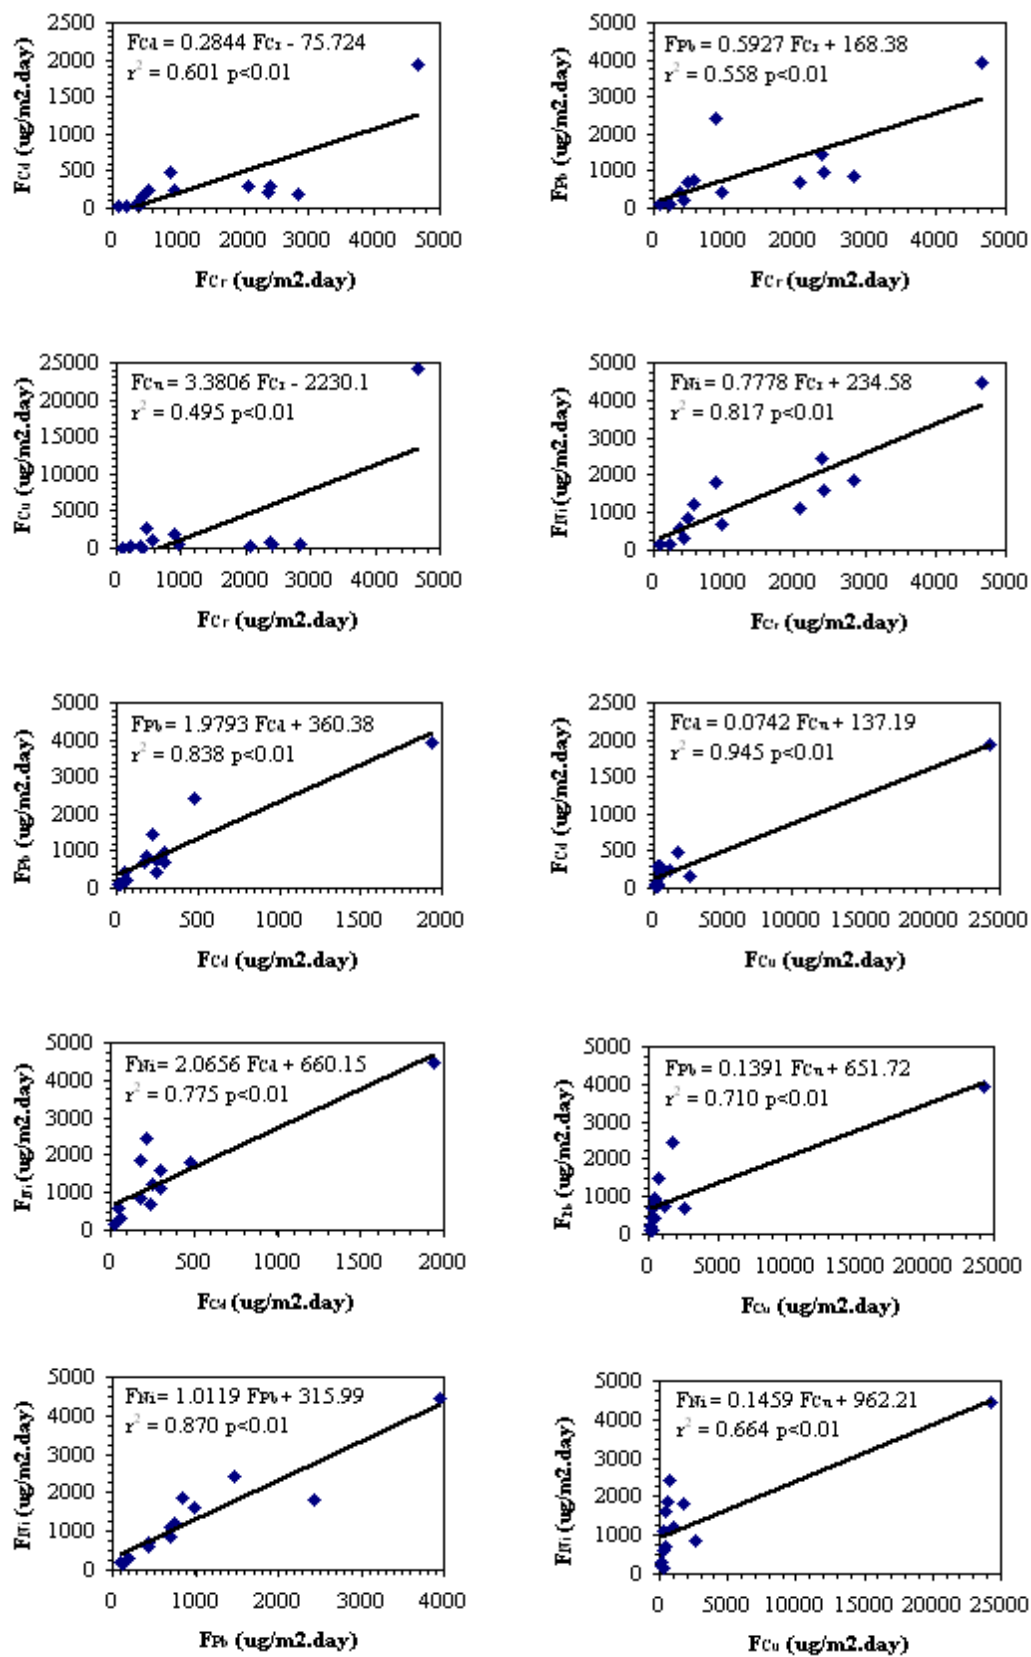 FCd = 0.2844 FCr - 75.724
r2 = 0.601 p<0.01
FCd (ug/m2.day)
2500
2000
1500
1000
500
0
0 1000 2000 3000 4000 5000
FCr (ug/m2.day)
FPb = 0.5927 FCr + 168.38
r2 = 0.558 p<0.01
FPb (ug/m2.day)
5000
4000
3000
2000
1000
0
0 1000 2000 3000 4000 5000
FCr (ug/m2.day)
FCu = 3.3806 FCr - 2230.1
r2 = 0.495 p<0.01
FCu (ug/m2.day)
25000
20000
15000
10000
5000
0
0 1000 2000 3000 4000 5000
FCr (ug/m2.day)
FNi = 0.7778 FCr + 234.58
r2 = 0.817 p<0.01
FNi (ug/m2.day)
5000
4000
3000
2000
1000
0
0 1000 2000 3000 4000 5000
FCr (ug/m2.day)
FPb = 1.9793 FCd + 360.38
r2 = 0.838 p<0.01
FPb (ug/m2.day)
5000
4000
3000
2000
1000
0
0 500 1000 1500 2000
FCd (ug/m2.day)
FCd = 0.0742 FCu + 137.19
r2 = 0.945 p<0.01
FCd (ug/m2.day)
2500
2000
1500
1000
500
0
0 5000 10000 15000 20000 25000
FCu (ug/m2.day)
FNi = 2.0656 FCd + 660.15
r2 = 0.775 p<0.01
FNi (ug/m2.day)
5000
4000
3000
2000
1000
0
0 500 1000 1500 2000
FCd (ug/m2.day)
FPb = 0.1391 FCu + 651.72
r2 = 0.710 p<0.01
FPb (ug/m2.day)
5000
4000
3000
2000
1000
0
0 5000 10000 15000 20000 25000
FCu (ug/m2.day)
FNi = 1.0119 FPb + 315.99
r2 = 0.870 p<0.01
FNi (ug/m2.day)
5000
4000
3000
2000
1000
0
0 1000 2000 3000 4000
FPb (ug/m2.day)
FNi = 0.1459 FCu + 962.21
r2 = 0.664 p<0.01
FNi (ug/m2.day)
5000
4000
3000
2000
1000
0
0 5000 10000 15000 20000 25000
FCu (ug/m2.day)